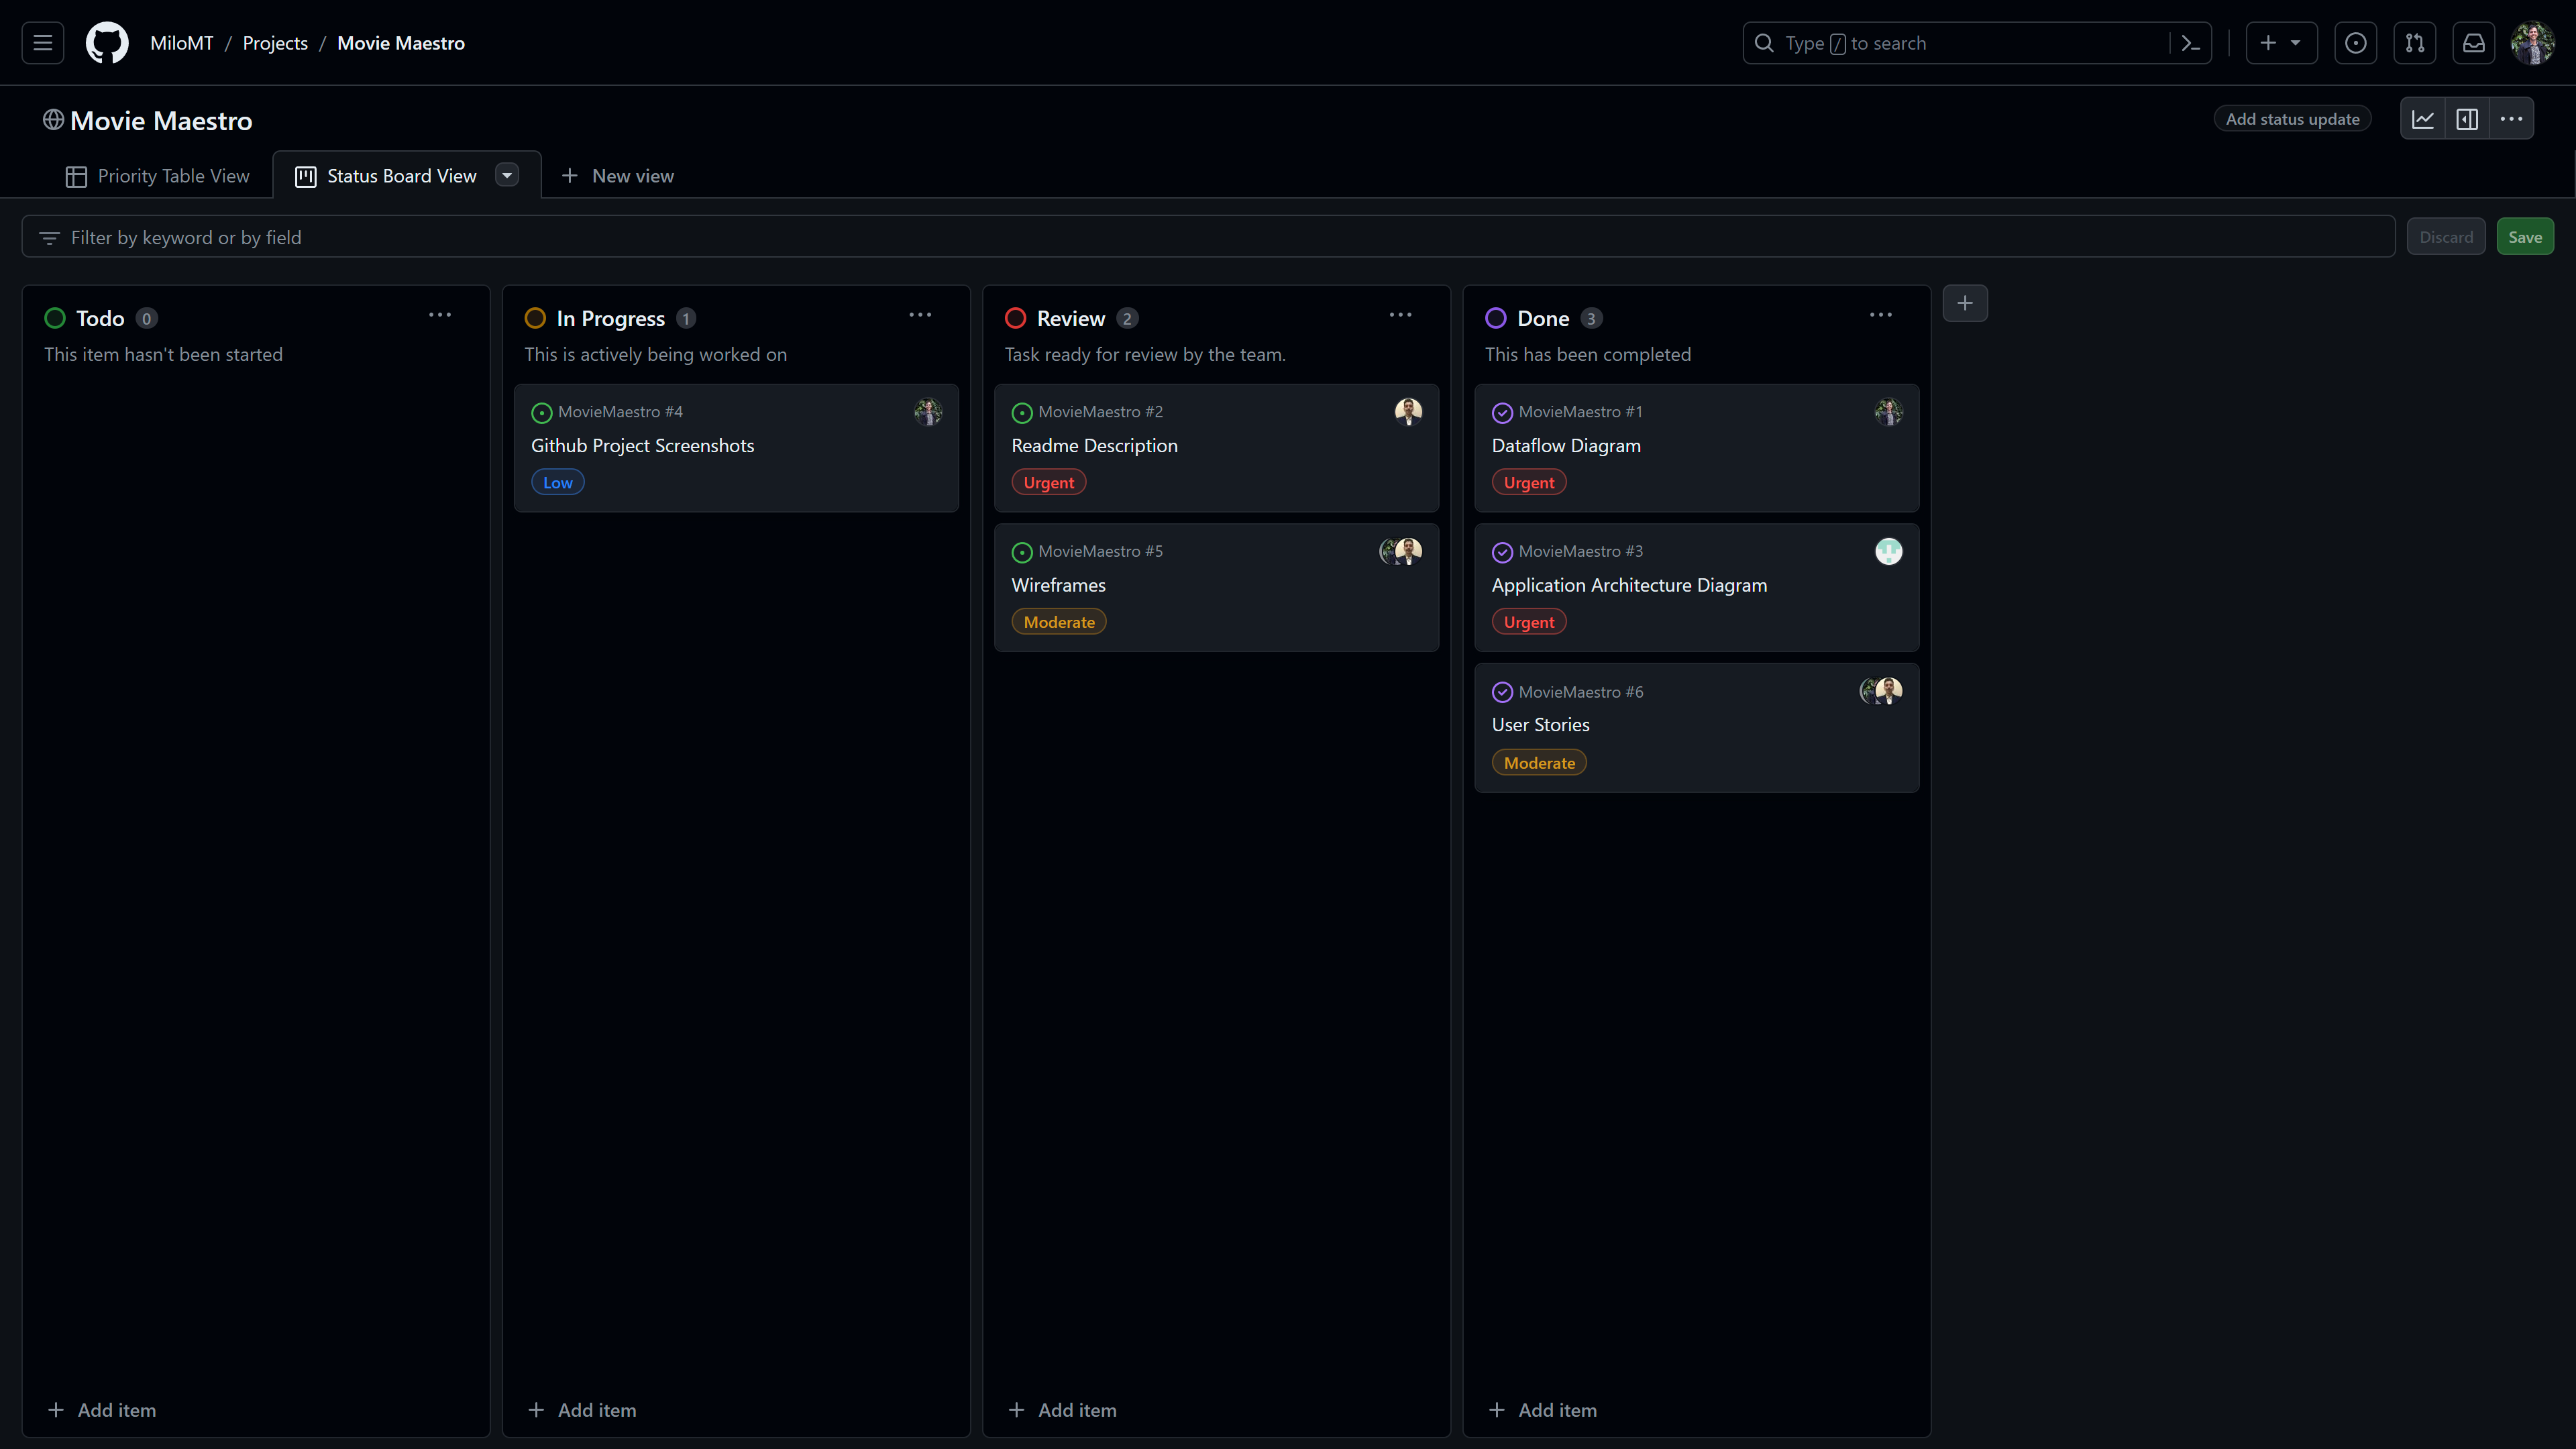 MiloMT / Projects / Movie Maestro
Type / to search
Movie Maestro
Add status update
Priority Table View
Status Board View
New view
Filter by keyword or by field
Discard
Save
Todo 0
This item hasn't been started
Add item
In Progress 1
This is actively being worked on
MovieMaestro #4
Github Project Screenshots
Low
Add item
Review 2
Task ready for review by the team.
MovieMaestro #2
Readme Description
Urgent
MovieMaestro #5
Wireframes
Moderate
Add item
Done 3
This has been completed
MovieMaestro #1
Dataflow Diagram
Urgent
MovieMaestro #3
Application Architecture Diagram
Urgent
MovieMaestro #6
User Stories
Moderate
Add item